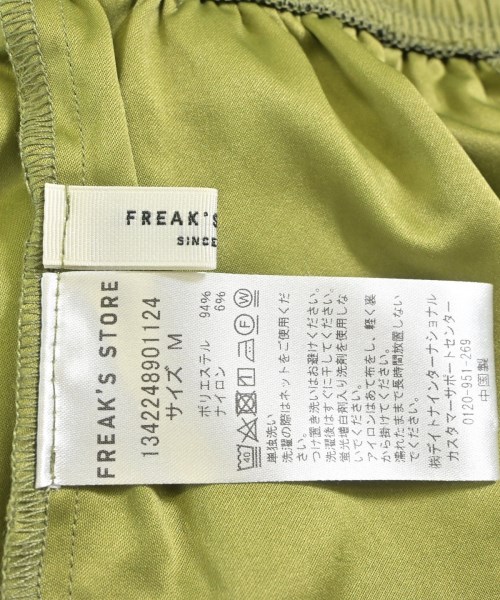 FREAK'S
SINCE
FREAK'S STORE
1342248901124
サイズ M
ポリエステル 94%
ナイロン 6%
40
単独洗い
洗濯の際はネットをご使用くだ
さい。
つけ置き洗いはお避けください。
洗濯後はすぐに干してください。
蛍光増白剤入り洗剤を使用しな
いでください。
アイロンはあて布をし、軽く裏
から掛けてください。
濡れたままで長時間放置しない
でください。
㈱デイトナインターナショナル
カスタマーサポートセンター
0120-951-269
中国製